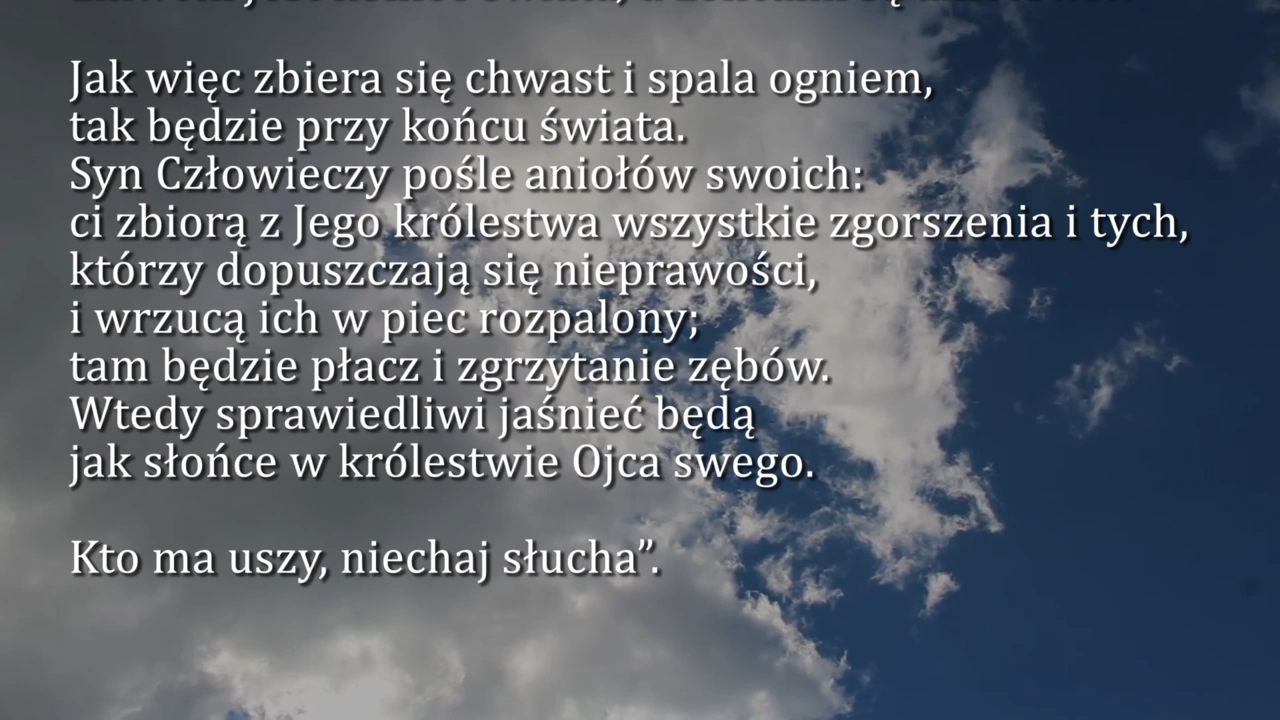 Jak więc zbiera się chwast i spala ogniem,
tak będzie przy końcu świata.
Syn Człowieczy pośle aniołów swoich:
ci zbiorą z Jego królestwa wszystkie zgorszenia i tych,
którzy dopuszczają się nieprawości,
i wrzucą ich w piec rozpalony;
tam będzie płacz i zgrzytanie zębów.
Wtedy sprawiedliwi jaśnieć będą
jak słońce w królestwie Ojca swego.
Kto ma uszy, niechaj słucha”.